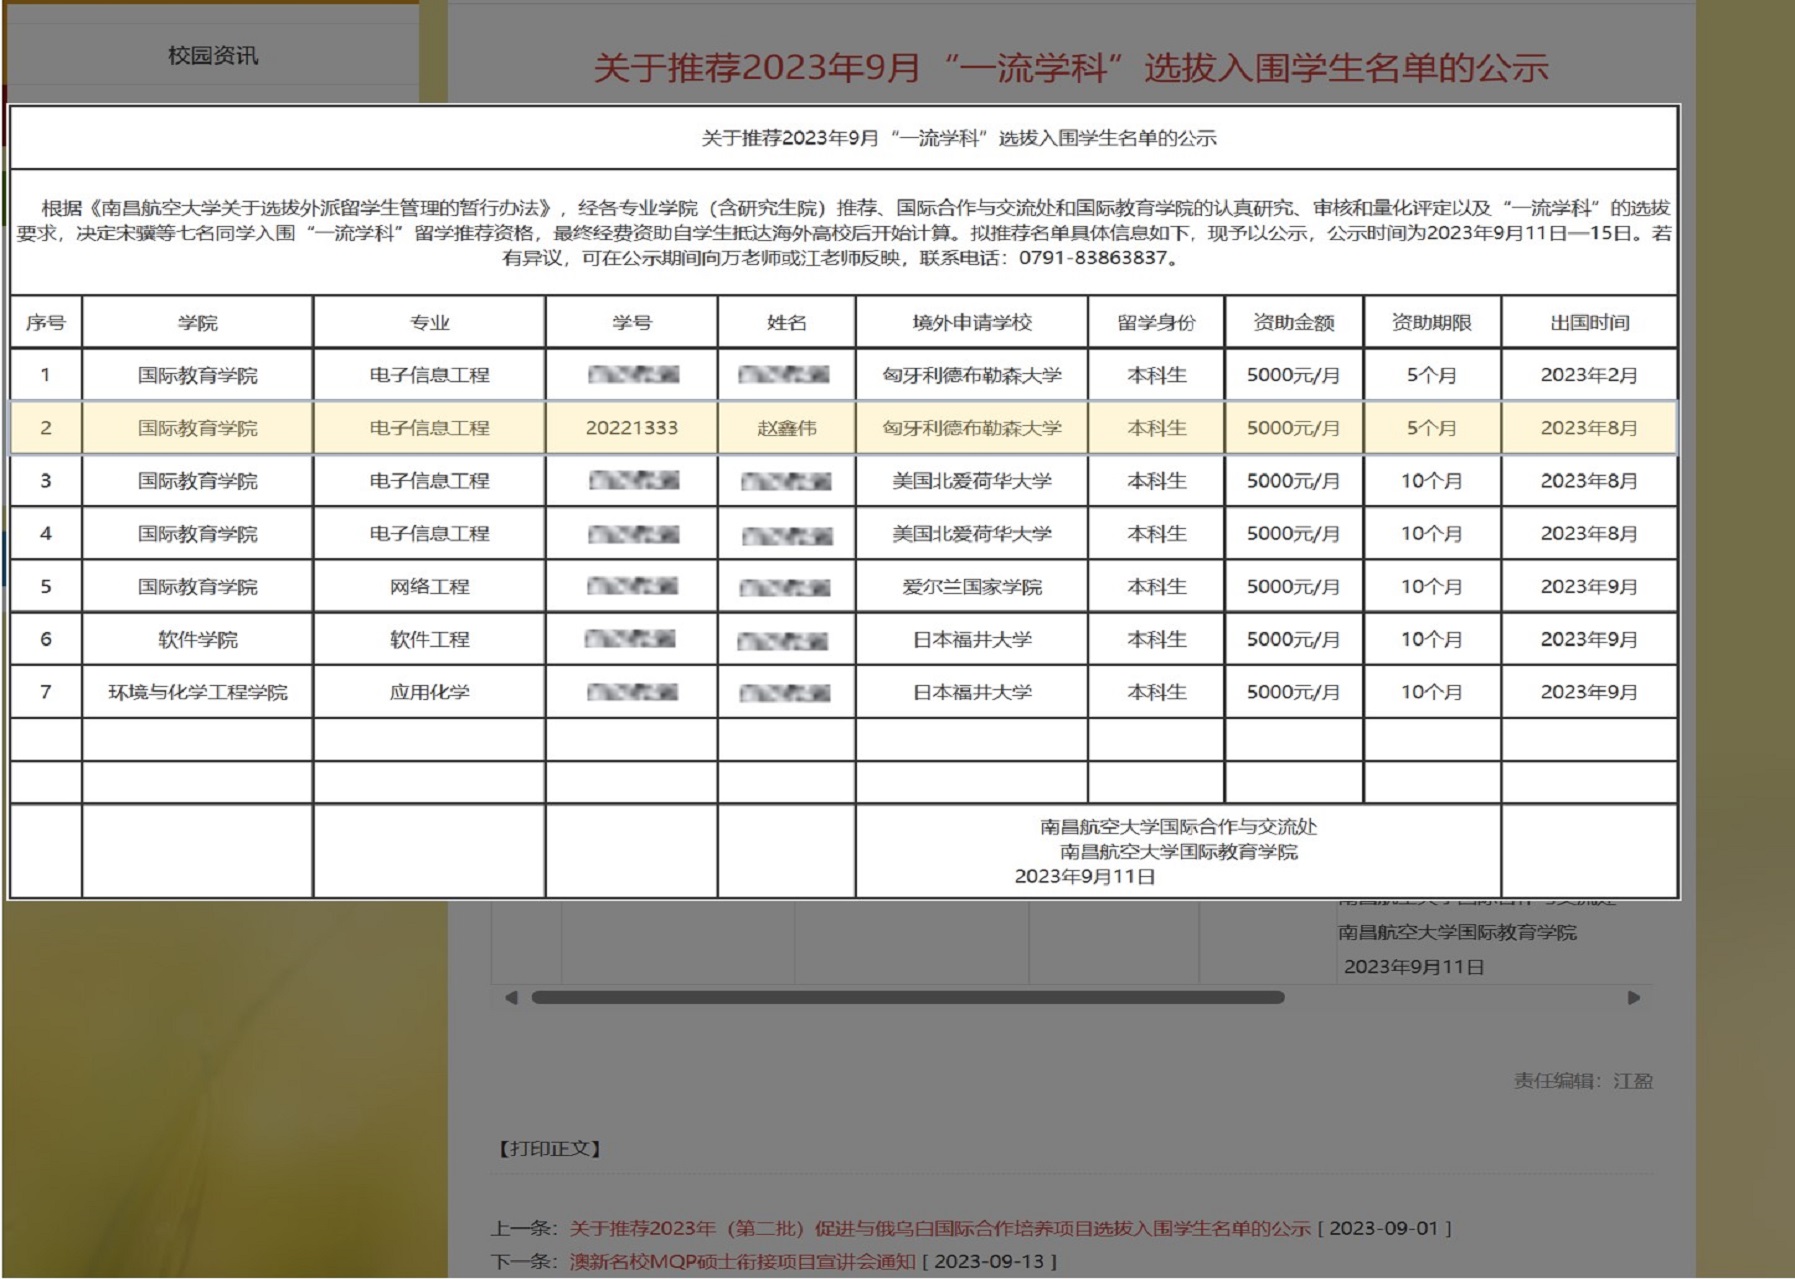 校园资讯
关于推荐2023年9月“一流学科”选拔入围学生名单的公示
关于推荐2023年9月“一流学科”选拔入围学生名单的公示
根据《南昌航空大学关于选拔外派留学生管理的暂行办法》，经各专业学院（含研究生院）推荐、国际合作与交流处和国际教育学院的认真研究、审核和量化评定以及“一流学科”的选拔
要求，决定宋骥等七名同学入围“一流学科”留学推荐资格，最终经费资助自学生抵达海外高校后开始计算。拟推荐名单具体信息如下，现予以公示，公示时间为2023年9月11日—15日。若
有异议，可在公示期间向万老师或江老师反映，联系电话：0791-83863837。
序号 学院 专业 学号 姓名 境外申请学校 留学身份 资助金额 资助期限 出国时间
1 国际教育学院 电子信息工程 匈牙利德布勒森大学 本科生 5000元/月 5个月 2023年2月
2 国际教育学院 电子信息工程 20221333 赵鑫伟 匈牙利德布勒森大学 本科生 5000元/月 5个月 2023年8月
3 国际教育学院 电子信息工程 美国北爱荷华大学 本科生 5000元/月 10个月 2023年8月
4 国际教育学院 电子信息工程 美国北爱荷华大学 本科生 5000元/月 10个月 2023年8月
5 国际教育学院 网络工程 爱尔兰国家学院 本科生 5000元/月 10个月 2023年9月
6 软件学院 软件工程 日本福井大学 本科生 5000元/月 10个月 2023年9月
7 环境与化学工程学院 应用化学 日本福井大学 本科生 5000元/月 10个月 2023年9月
南昌航空大学国际合作与交流处
南昌航空大学国际教育学院
2023年9月11日
南昌航空大学国际教育学院
2023年9月11日
责任编辑：江盈
【打印正文】
上一条：关于推荐2023年（第二批）促进与俄乌白国际合作培养项目选拔入围学生名单的公示 [ 2023-09-01 ]
下一条：澳新名校MQP硕士衔接项目宣讲会通知 [ 2023-09-13 ]